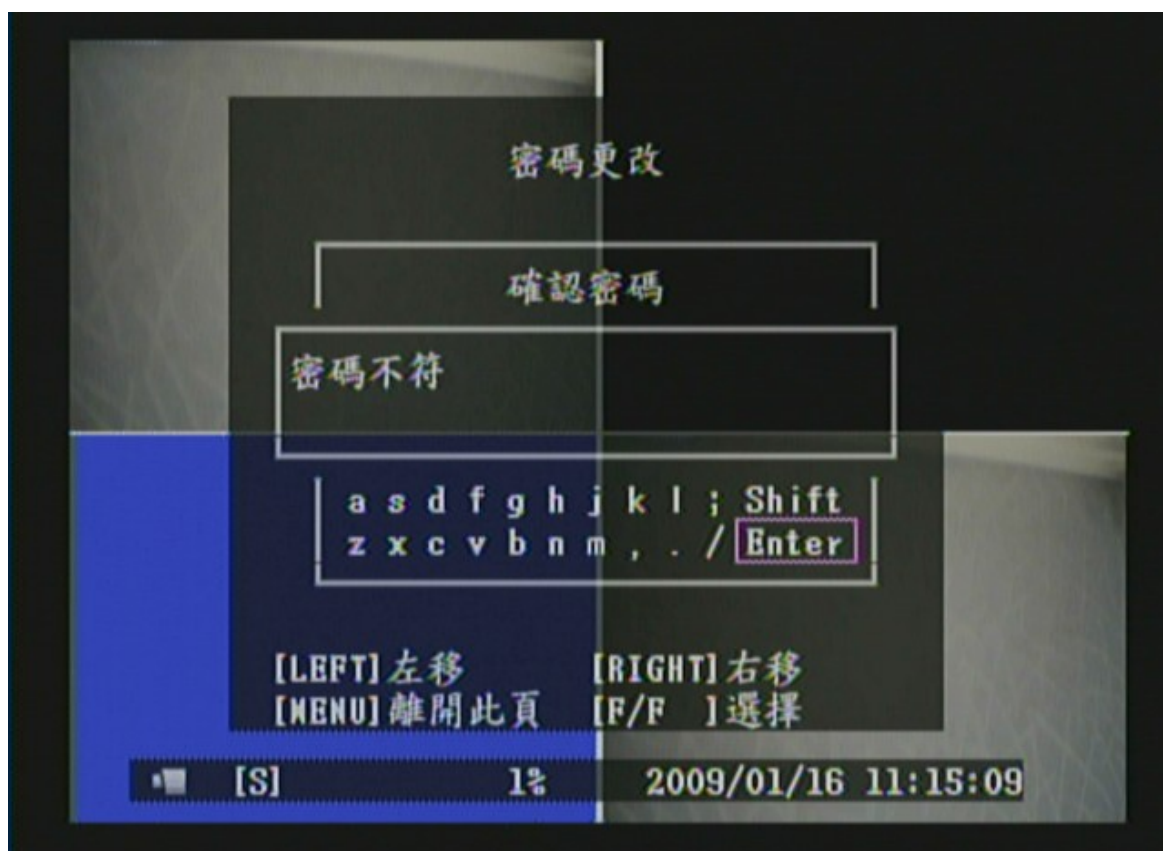 密碼更改
確認密碼
密碼不符
a s d f g h j k l ; Shift
z x c v b n m , . / Enter
[LEFT]左移 [RIGHT]右移
[MENU]離開此頁 [F/F ]選擇
[S] 1% 2009/01/16 11:15:09